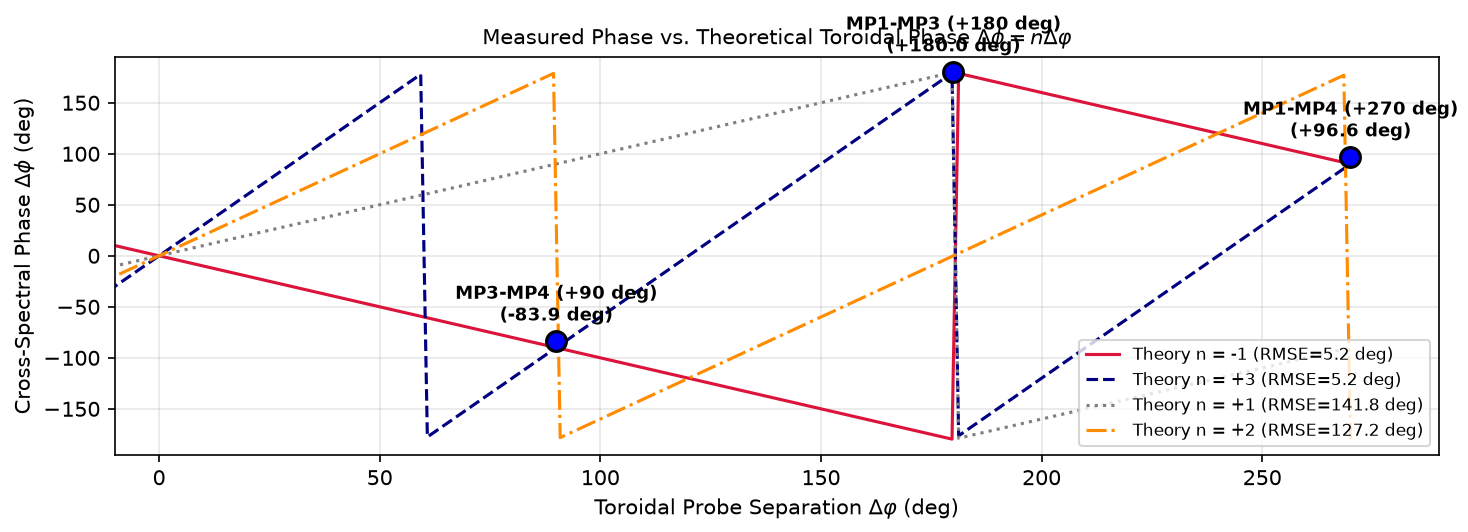 MP1-MP3 (+180 deg)
(+180.0 deg)
Measured Phase vs. Theoretical Toroidal Phase Δϕ = nΔφ
MP1-MP4 (+270 deg)
(+96.6 deg)
MP3-MP4 (+90 deg)
(-83.9 deg)
Cross-Spectral Phase Δϕ (deg)
150
100
50
0
−50
−100
−150
Theory n = -1 (RMSE=5.2 deg)
Theory n = +3 (RMSE=5.2 deg)
Theory n = +1 (RMSE=141.8 deg)
Theory n = +2 (RMSE=127.2 deg)
0 50 100 150 200 250
Toroidal Probe Separation Δφ (deg)